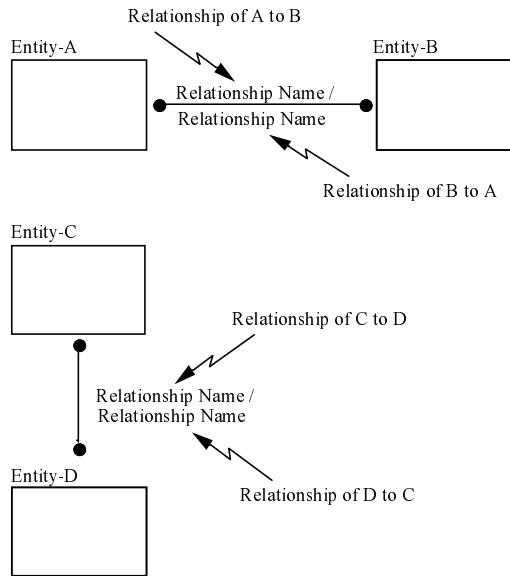 Relationship of A to B
Entity-A
Entity-B
Relationship Name /
Relationship Name
Relationship of B to A
Entity-C
Relationship of C to D
Relationship Name /
Relationship Name
Entity-D
Relationship of D to C